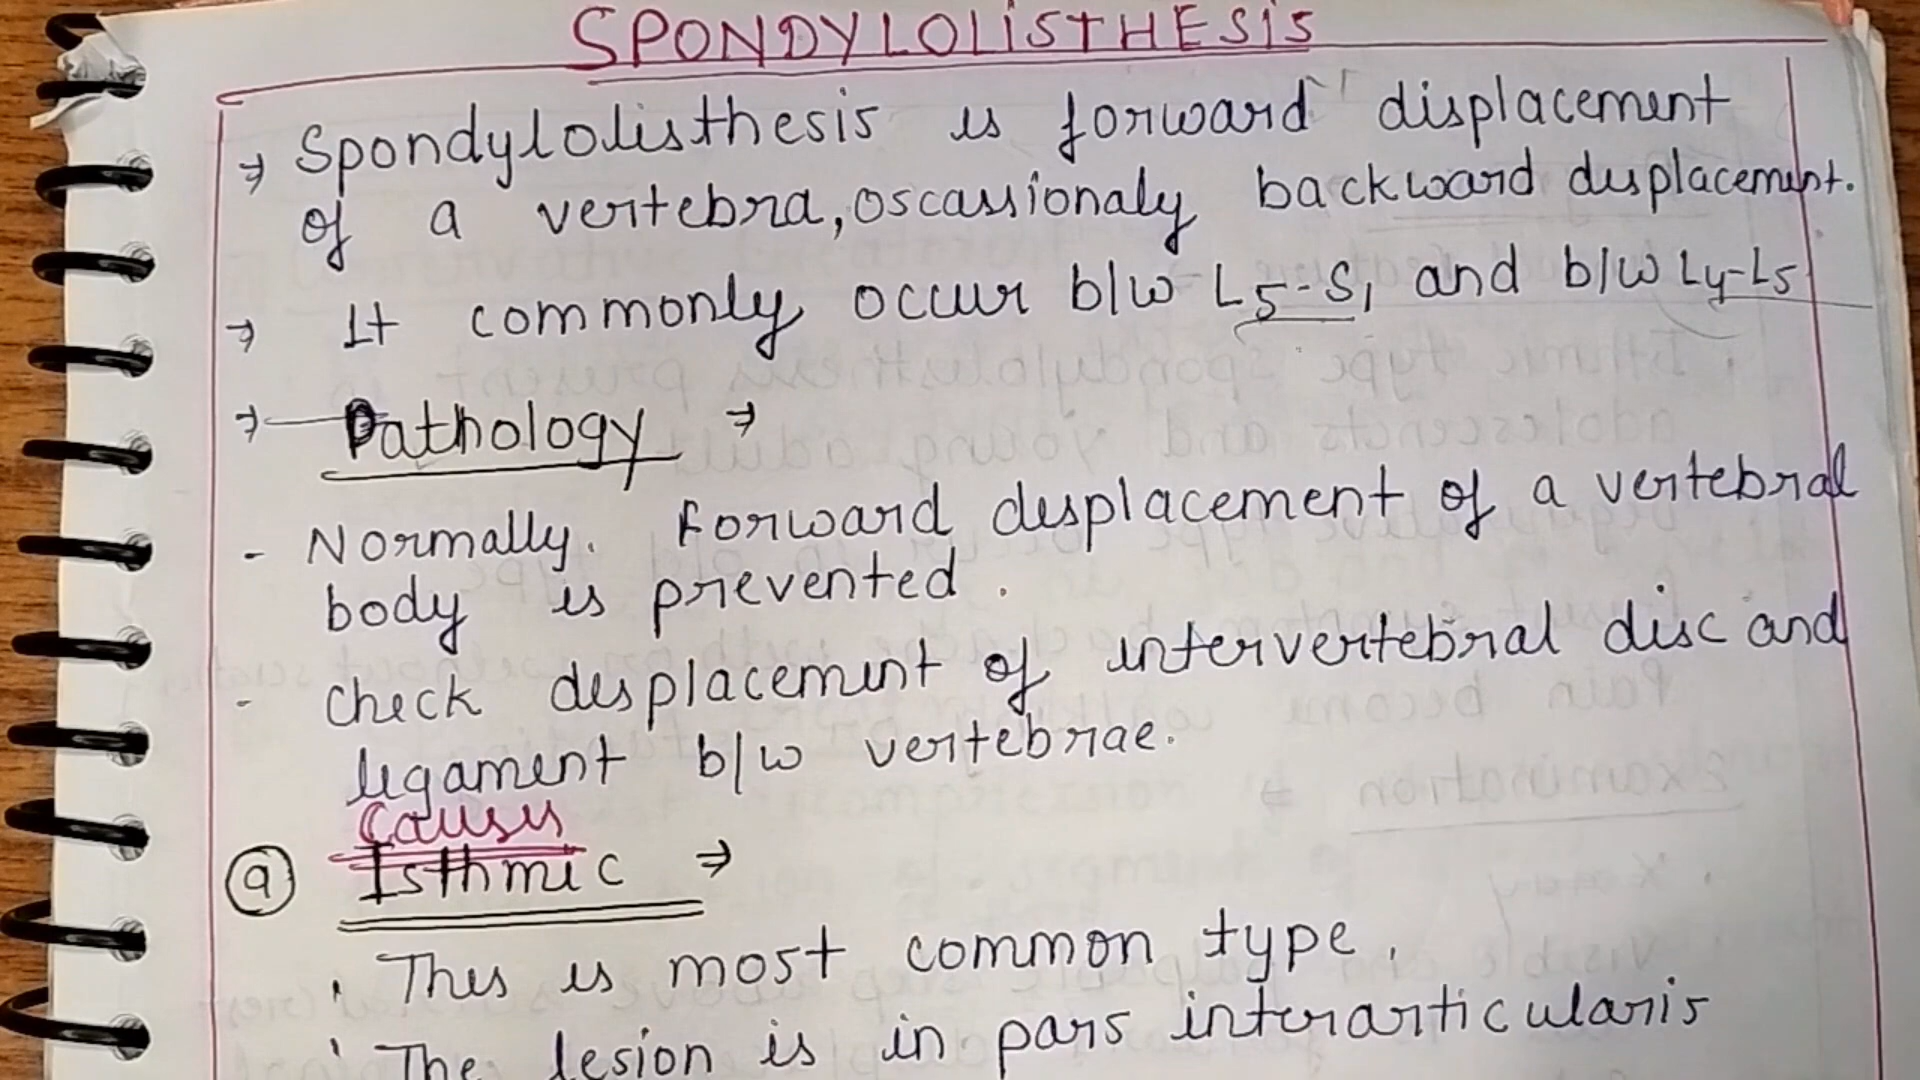 SPONDYLOLISTHESIS
⇒ Spondylolisthesis is forward displacement
of a vertebra, oscassionaly backward displacement.
⇒ It commonly occur b/w L5-S1 and b/w L4-L5
⇒ Pathology ⇒
- Normally. Forward displacement of a vertebral
body is prevented.
- check displacement of intervertebral disc and
ligament b/w vertebrae.
Causes
(a) Isthmic ⇒
. This is most common type.
. The lesion is in pars interarticularis